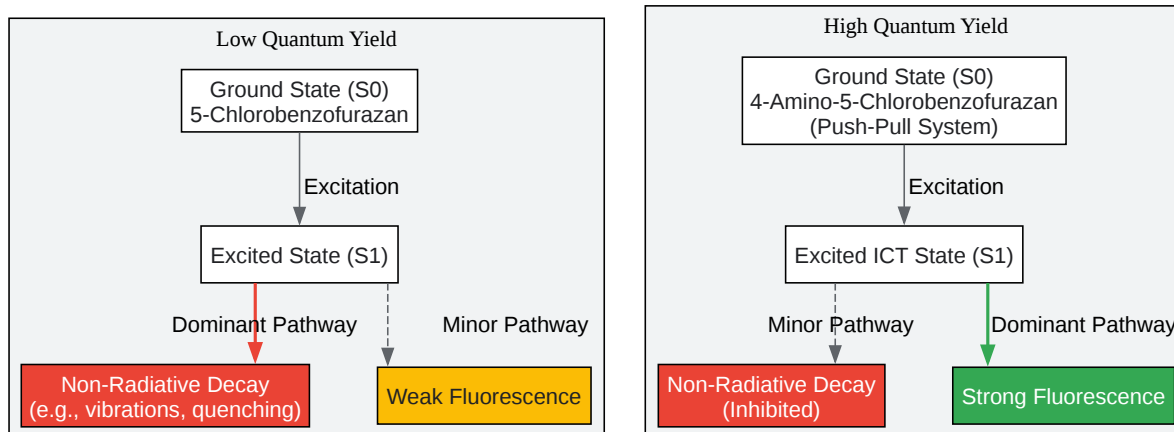 Low Quantum Yield
Ground State (S0)
5-Chlorobenzofurazan
Excitation
Excited State (S1)
Dominant Pathway
Minor Pathway
Non-Radiative Decay
(e.g., vibrations, quenching)
Weak Fluorescence
High Quantum Yield
Ground State (S0)
4-Amino-5-Chlorobenzofurazan
(Push-Pull System)
Excitation
Excited ICT State (S1)
Minor Pathway
Dominant Pathway
Non-Radiative Decay
(Inhibited)
Strong Fluorescence